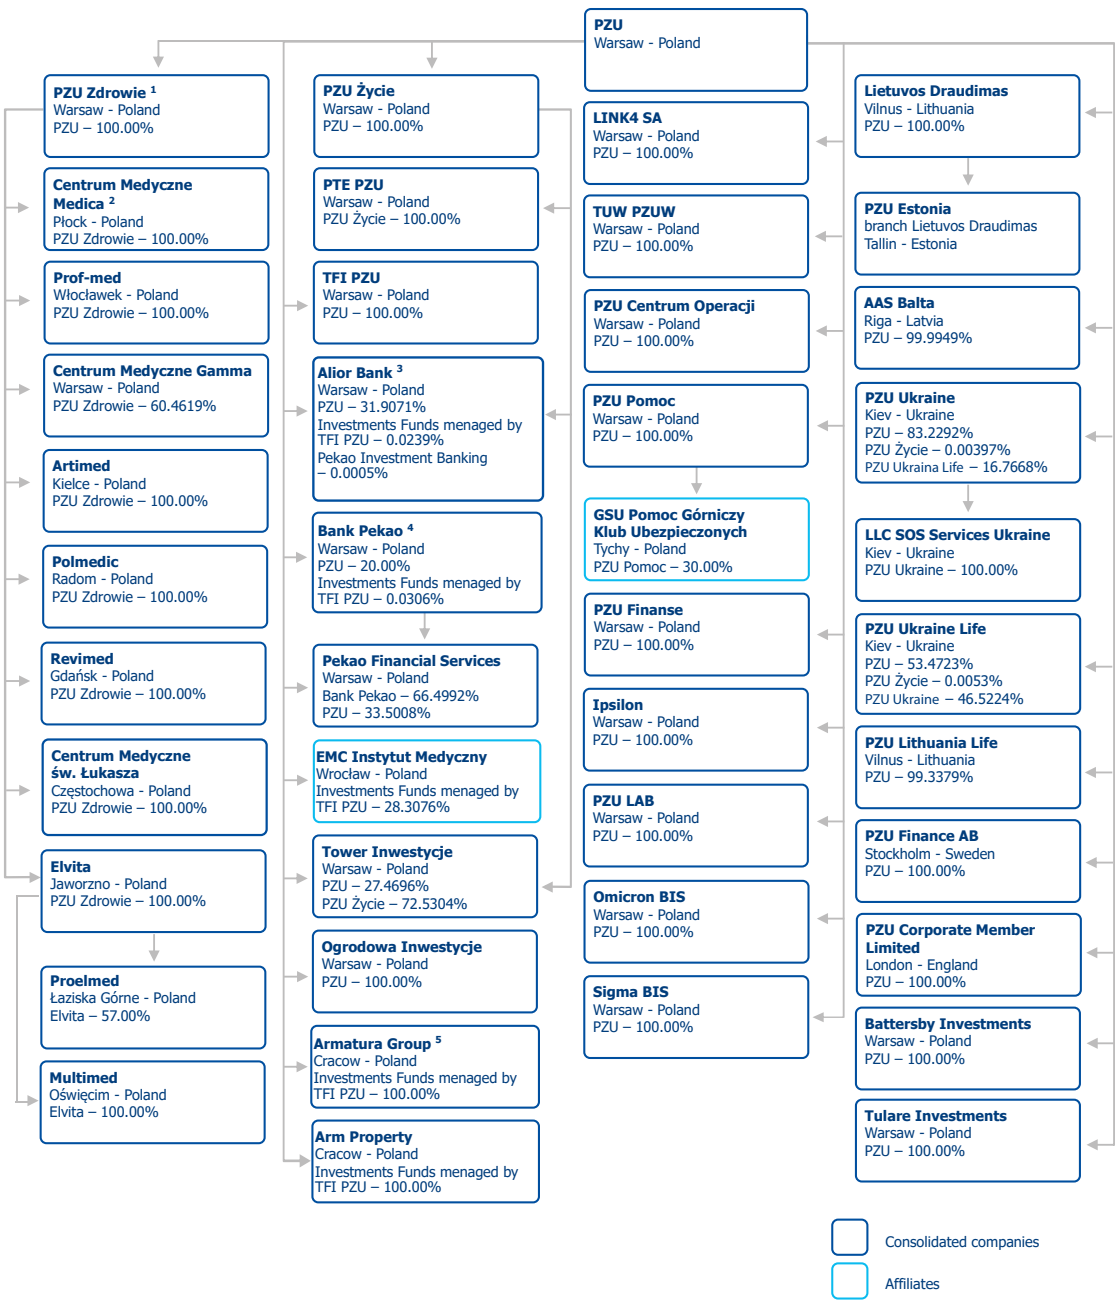 PZU
Warsaw - Poland
PZU Zdrowie 1
Warsaw - Poland
PZU – 100.00%
Centrum Medyczne
Medica 2
Płock - Poland
PZU Zdrowie – 100.00%
Prof-med
Włocławek - Poland
PZU Zdrowie – 100.00%
Centrum Medyczne Gamma
Warsaw - Poland
PZU Zdrowie – 60.4619%
Artimed
Kielce - Poland
PZU Zdrowie – 100.00%
Polmedic
Radom - Poland
PZU Zdrowie – 100.00%
Revimed
Gdańsk - Poland
PZU Zdrowie – 100.00%
Centrum Medyczne
św. Łukasza
Częstochowa - Poland
PZU Zdrowie – 100.00%
Elvita
Jaworzno - Poland
PZU Zdrowie – 100.00%
Proelmed
Łaziska Górne - Poland
Elvita – 57.00%
Multimed
Oświęcim - Poland
Elvita – 100.00%
PZU Życie
Warsaw - Poland
PZU – 100.00%
PTE PZU
Warsaw - Poland
PZU Życie – 100.00%
TFI PZU
Warsaw - Poland
PZU – 100.00%
Alior Bank 3
Warsaw - Poland
PZU – 31.9071%
Investments Funds menaged by
TFI PZU – 0.0239%
Pekao Investment Banking
– 0.0005%
Bank Pekao 4
Warsaw - Poland
PZU – 20.00%
Investments Funds menaged by
TFI PZU – 0.0306%
Pekao Financial Services
Warsaw - Poland
Bank Pekao – 66.4992%
PZU – 33.5008%
EMC Instytut Medyczny
Wrocław - Poland
Investments Funds menaged by
TFI PZU – 28.3076%
Tower Inwestycje
Warsaw - Poland
PZU – 27.4696%
PZU Życie – 72.5304%
Ogrodowa Inwestycje
Warsaw - Poland
PZU – 100.00%
Armatura Group 5
Cracow - Poland
Investments Funds menaged by
TFI PZU – 100.00%
Arm Property
Cracow - Poland
Investments Funds menaged by
TFI PZU – 100.00%
LINK4 SA
Warsaw - Poland
PZU – 100.00%
TUW PZUW
Warsaw - Poland
PZU – 100.00%
PZU Centrum Operacji
Warsaw - Poland
PZU – 100.00%
PZU Pomoc
Warsaw - Poland
PZU – 100.00%
GSU Pomoc Górniczy
Klub Ubezpieczonych
Tychy - Poland
PZU Pomoc – 30.00%
PZU Finanse
Warsaw - Poland
PZU – 100.00%
Ipsilon
Warsaw - Poland
PZU – 100.00%
PZU LAB
Warsaw - Poland
PZU – 100.00%
Omicron BIS
Warsaw - Poland
PZU – 100.00%
Sigma BIS
Warsaw - Poland
PZU – 100.00%
Lietuvos Draudimas
Vilnus - Lithuania
PZU – 100.00%
PZU Estonia
branch Lietuvos Draudimas
Tallin - Estonia
AAS Balta
Riga - Latvia
PZU – 99.9949%
PZU Ukraine
Kiev - Ukraine
PZU – 83.2292%
PZU Życie – 0.00397%
PZU Ukraina Life – 16.7668%
LLC SOS Services Ukraine
Kiev - Ukraine
PZU Ukraine – 100.00%
PZU Ukraine Life
Kiev - Ukraine
PZU – 53.4723%
PZU Życie – 0.0053%
PZU Ukraine – 46.5224%
PZU Lithuania Life
Vilnus - Lithuania
PZU – 99.3379%
PZU Finance AB
Stockholm - Sweden
PZU – 100.00%
PZU Corporate Member
Limited
London - England
PZU – 100.00%
Battersby Investments
Warsaw - Poland
PZU – 100.00%
Tulare Investments
Warsaw - Poland
PZU – 100.00%
Consolidated companies
Affiliates